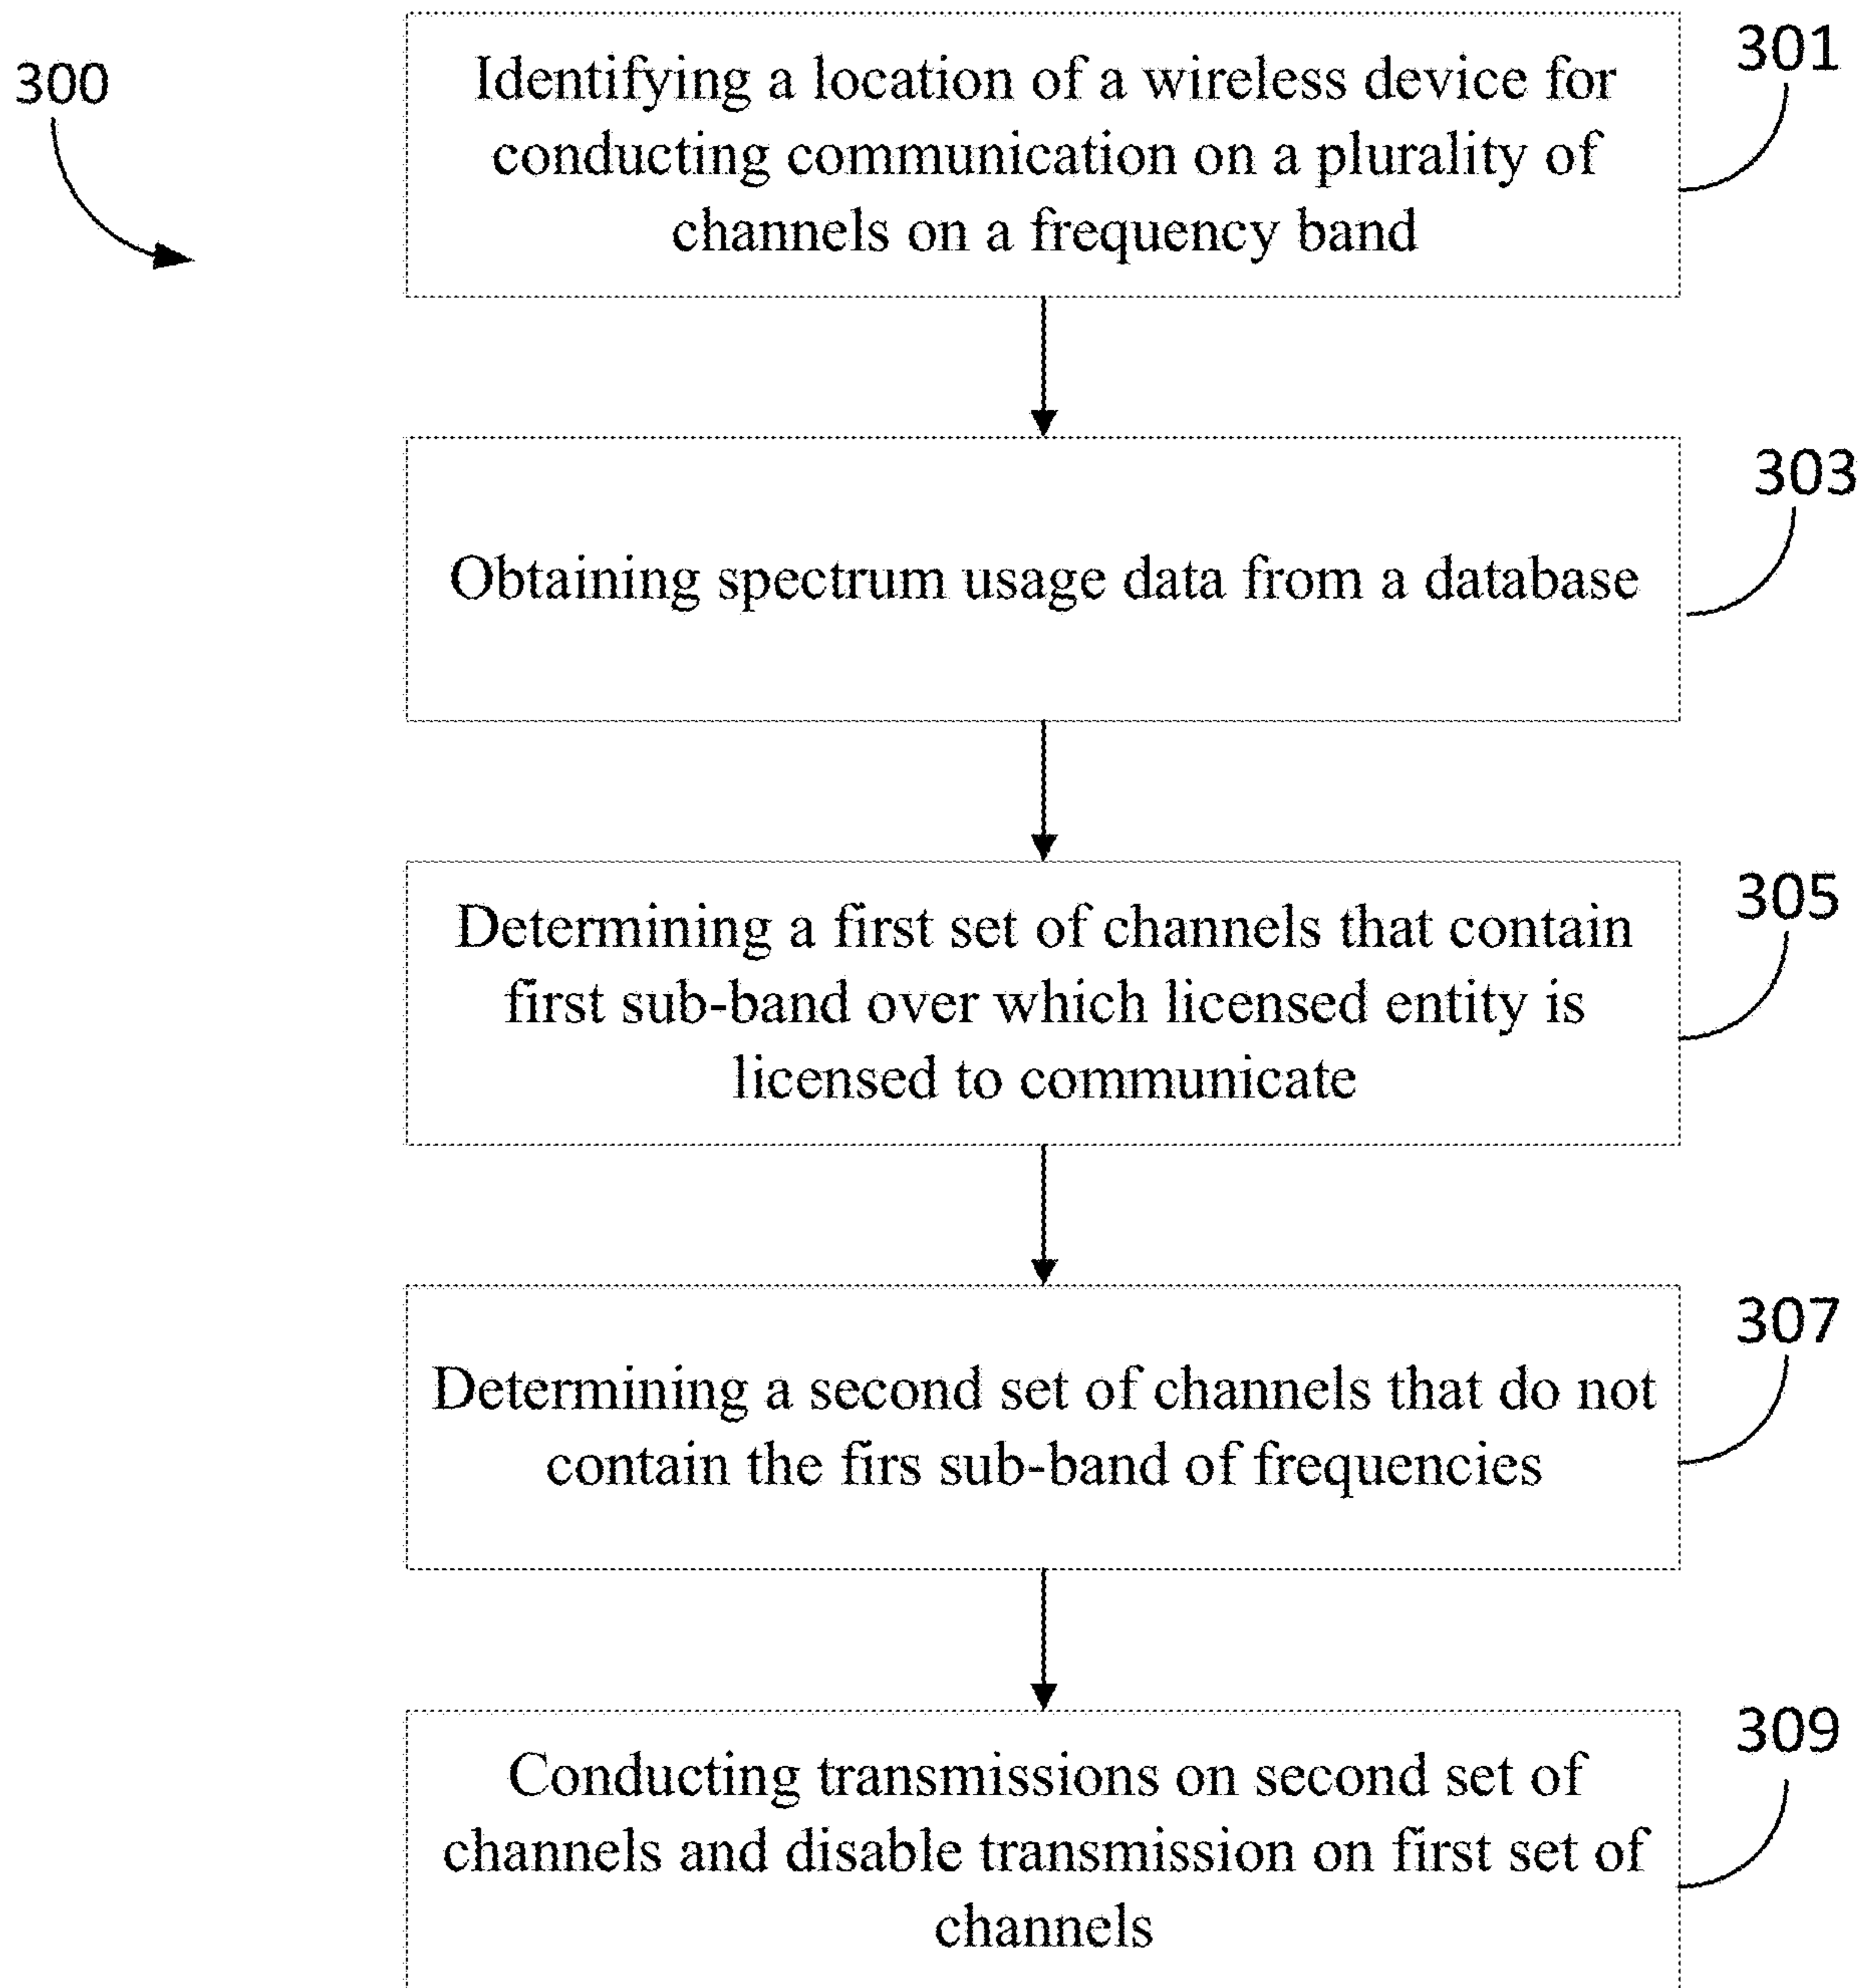 300
301
Identifying a location of a wireless device for
conducting communication on a plurality of
channels on a frequency band
303
Obtaining spectrum usage data from a database
305
Determining a first set of channels that contain
first sub-band over which licensed entity is
licensed to communicate
307
Determining a second set of channels that do not
contain the firs sub-band of frequencies
309
Conducting transmissions on second set of
channels and disable transmission on first set of
channels